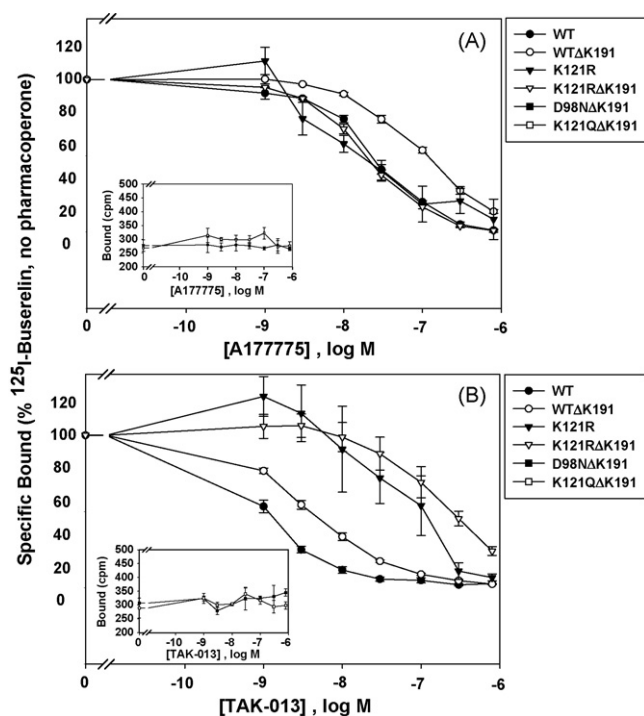 Specific Bound (% 125I-Buserelin, no pharmacoperone)
(A)
120
100
80
60
40
20
0
0 -10 -9 -8 -7 -6
[A177775] , log M
WT
WTΔK191
K121R
K121RΔK191
D98NΔK191
K121QΔK191
Bound (cpm)
500
450
400
350
300
250
200
0 -10 -9 -8 -7 -6
[A177775] , log M
(B)
120
100
80
60
40
20
0
0 -10 -9 -8 -7 -6
[TAK-013] , log M
WT
WTΔK191
K121R
K121RΔK191
D98NΔK191
K121QΔK191
Bound (cpm)
500
450
400
350
300
250
200
0 -10 -9 -8 -7 -6
[TAK-013] , log M